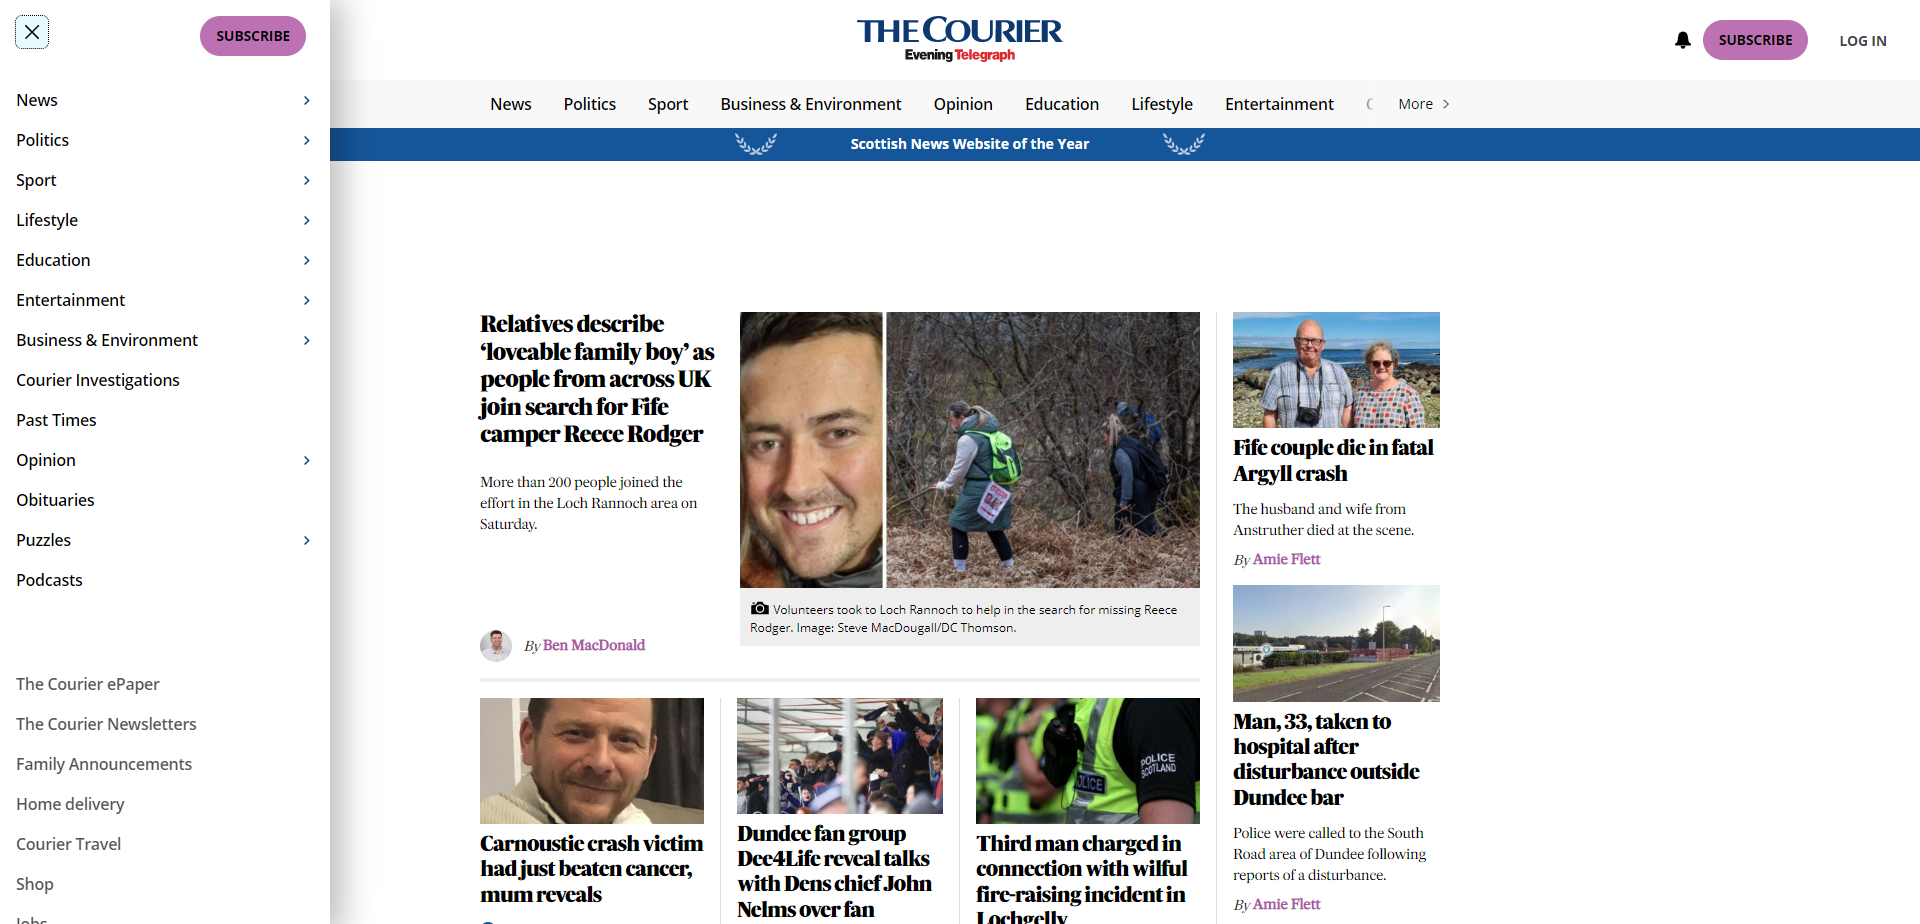 SUBSCRIBE
News
Politics
Sport
Lifestyle
Education
Entertainment
Business & Environment
Courier Investigations
Past Times
Opinion
Obituaries
Puzzles
Podcasts
The Courier ePaper
The Courier Newsletters
Family Announcements
Home delivery
Courier Travel
Shop
Jobs
THE COURIER
Evening Telegraph
SUBSCRIBE
LOG IN
News
Politics
Sport
Business & Environment
Opinion
Education
Lifestyle
Entertainment
More
Scottish News Website of the Year
Relatives describe
‘loveable family boy’ as
people from across UK
join search for Fife
camper Reece Rodger
More than 200 people joined the
effort in the Loch Rannoch area on
Saturday.
By Ben MacDonald
Volunteers took to Loch Rannoch to help in the search for missing Reece
Rodger. Image: Steve MacDougall/DC Thomson.
Fife couple die in fatal
Argyll crash
The husband and wife from
Anstruther died at the scene.
By Amie Flett
Man, 33, taken to
hospital after
disturbance outside
Dundee bar
Police were called to the South
Road area of Dundee following
reports of a disturbance.
By Amie Flett
Carnoustic crash victim
had just beaten cancer,
mum reveals
Dundee fan group
Dee4Life reveal talks
with Dens chief John
Nelms over fan
POLICE
SCOTLAND
POLICE
Third man charged in
connection with wilful
fire-raising incident in
Lochgelly